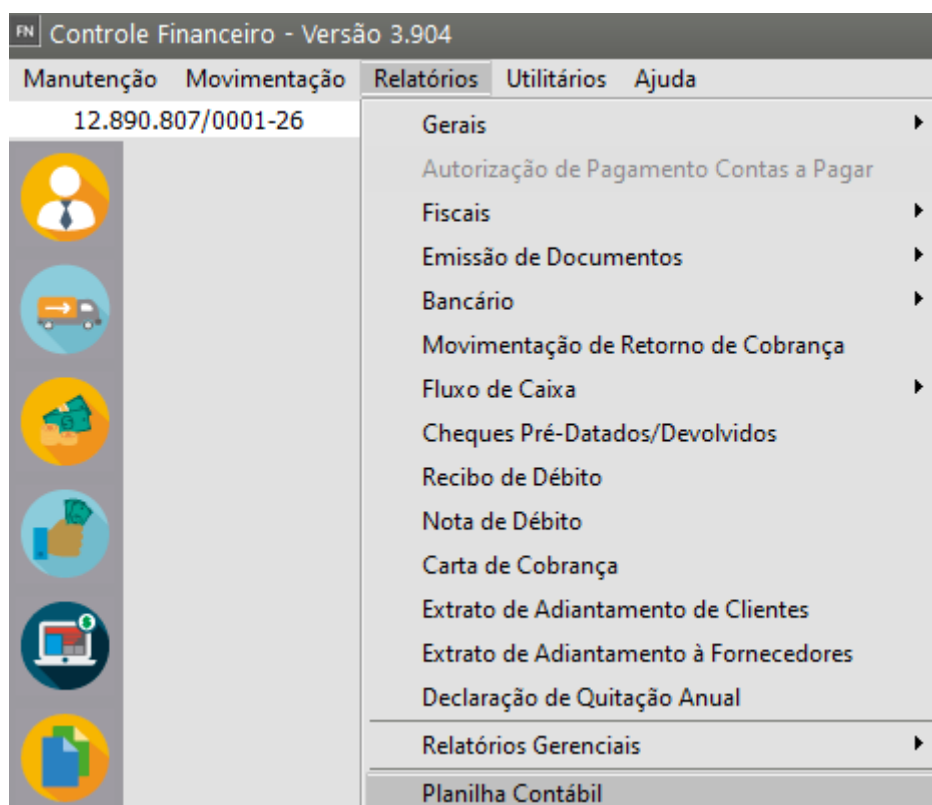 FN Controle Financeiro - Versão 3.904
Manutenção Movimentação Relatórios Utilitários Ajuda
12.890.807/0001-26
Gerais
Autorização de Pagamento Contas a Pagar
Fiscais
Emissão de Documentos
Bancário
Movimentação de Retorno de Cobrança
Fluxo de Caixa
Cheques Pré-Datados/Devolvidos
Recibo de Débito
Nota de Débito
Carta de Cobrança
Extrato de Adiantamento de Clientes
Extrato de Adiantamento à Fornecedores
Declaração de Quitação Anual
Relatórios Gerenciais
Planilha Contábil